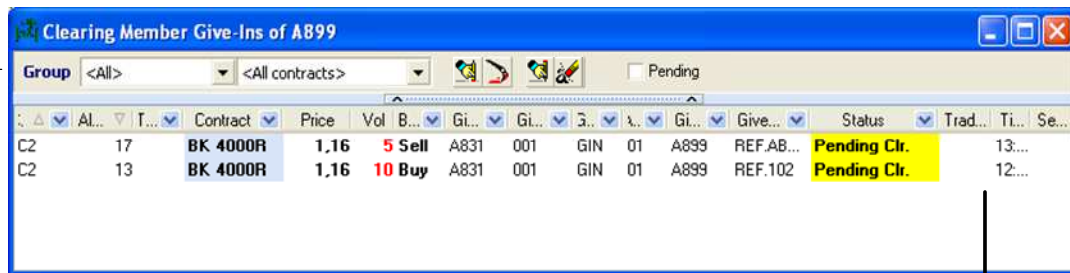 Clearing Member Give-Ins of A899
Group <All> <All contracts> Pending
Al... T... Contract Price Vol B... Gi... Gi... Gi... Give... Status Trad... Ti... Se...
C2 17 BK 4000R 1,16 5 Sell A831 001 GIN 01 A899 REF.AB... Pending Clr. 13:...
C2 13 BK 4000R 1,16 10 Buy A831 001 GIN 01 A899 REF.102 Pending Clr. 12:...